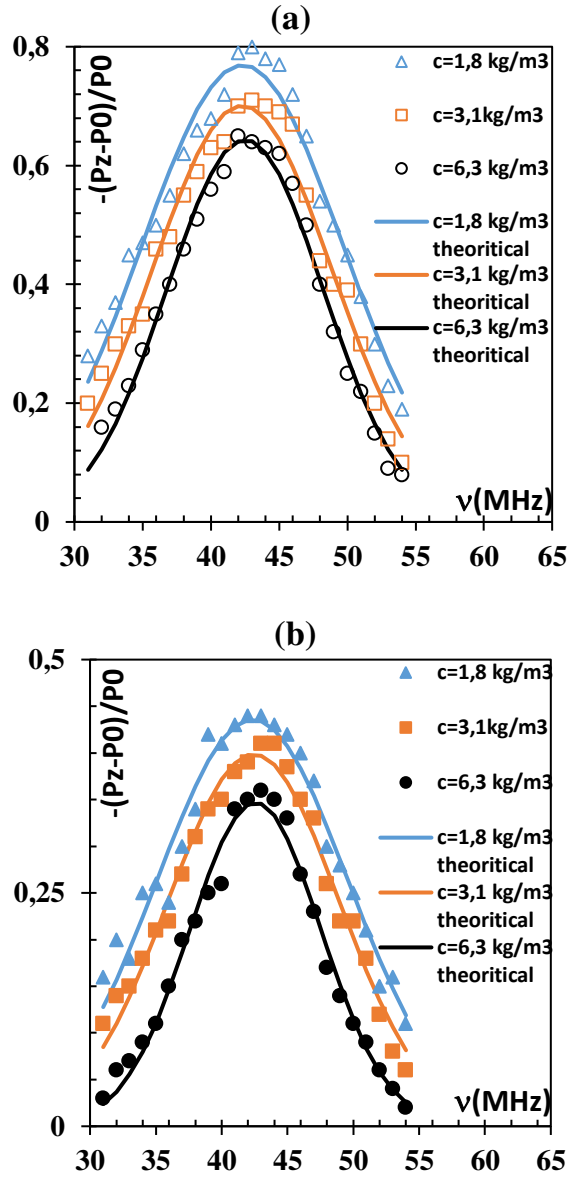 (a)
-(Pz-P0)/P0
0,8
0,6
0,4
0,2
0
c=1,8 kg/m3
c=3,1kg/m3
c=6,3 kg/m3
c=1,8 kg/m3
theoritical
c=3,1 kg/m3
theoritical
c=6,3 kg/m3
theoritical
ν(MHz)
30 35 40 45 50 55 60 65
(b)
-(Pz-P0)/P0
0,5
0,25
0
c=1,8 kg/m3
c=3,1kg/m3
c=6,3 kg/m3
c=1,8 kg/m3
theoritical
c=3,1 kg/m3
theoritical
c=6,3 kg/m3
theoritical
ν(MHz)
30 35 40 45 50 55 60 65